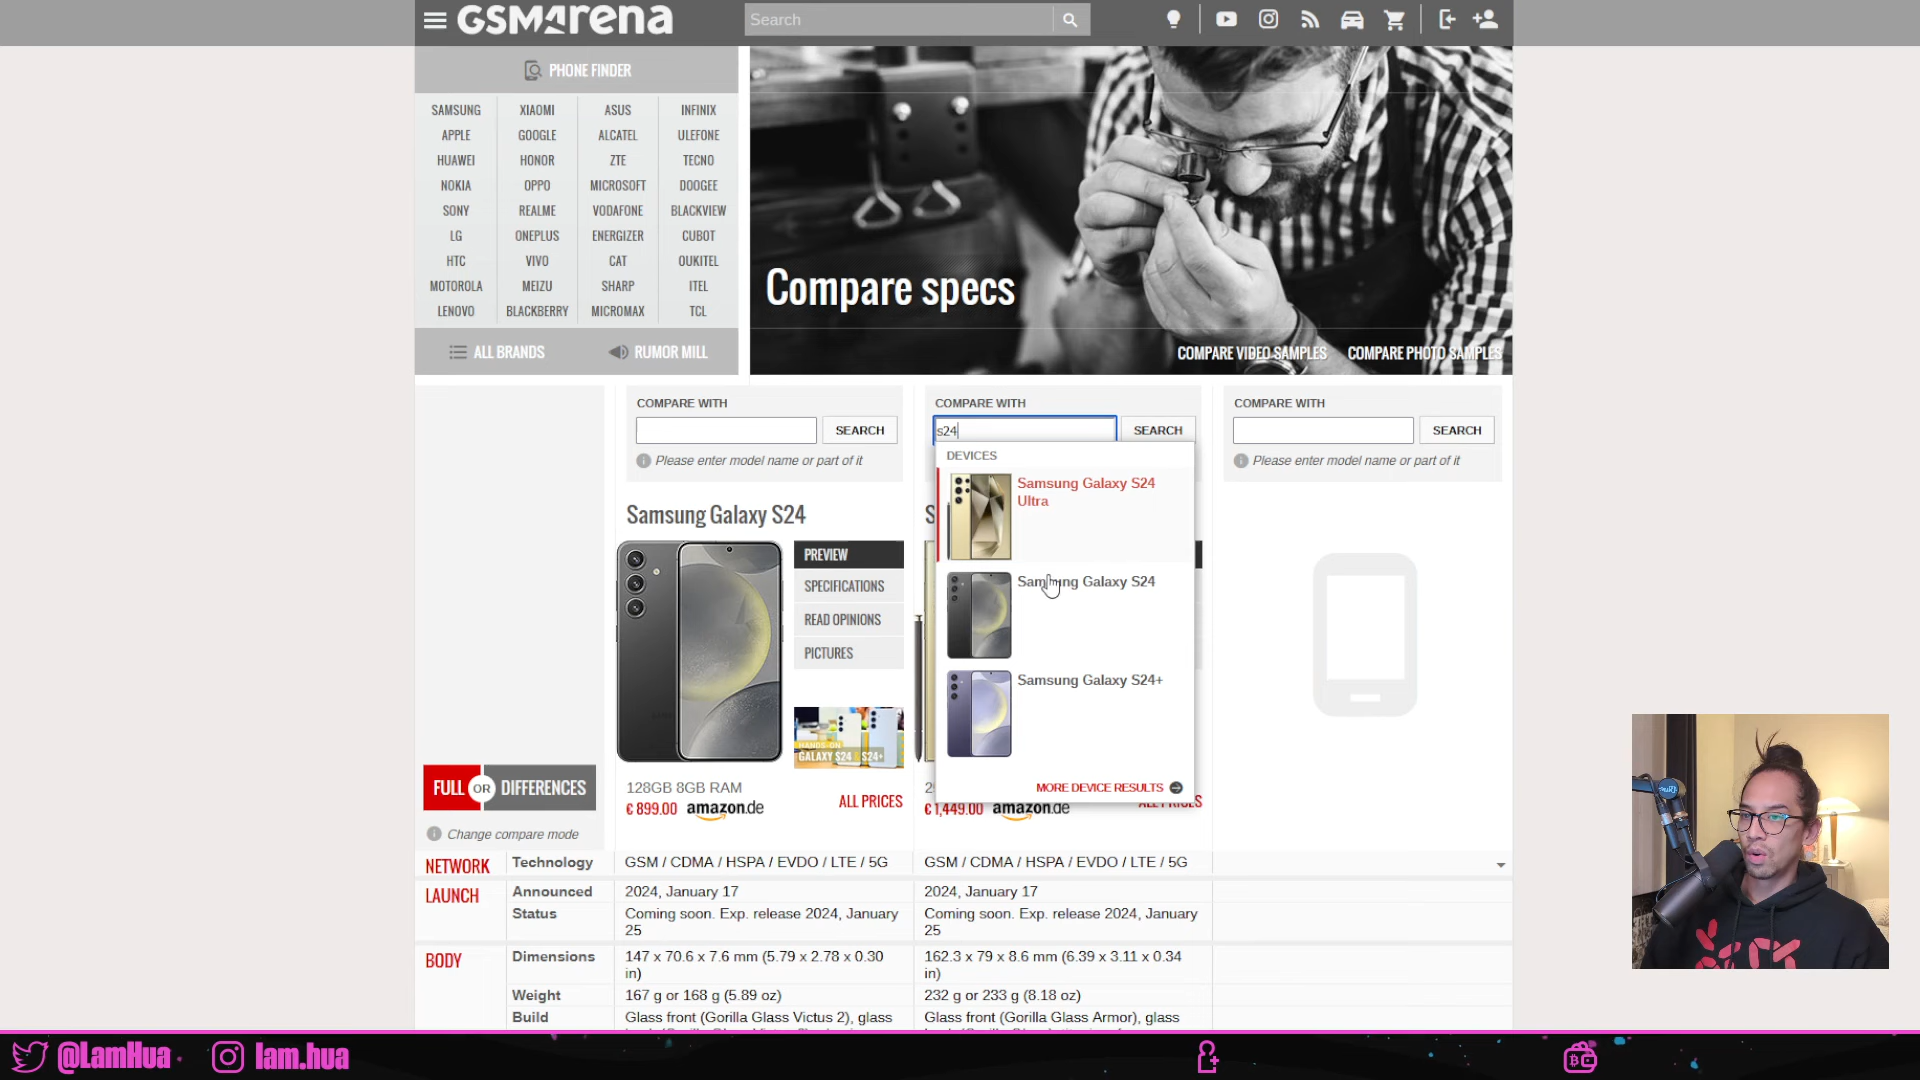 GSMArena
Search
PHONE FINDER
SAMSUNG XIAOMI ASUS INFINIX
APPLE GOOGLE ALCATEL ULEFONE
HUAWEI HONOR ZTE TECNO
NOKIA OPPO MICROSOFT DOOGEE
SONY REALME VODAFONE BLACKVIEW
LG ONEPLUS ENERGIZER CUBOT
HTC VIVO CAT OUKITEL
MOTOROLA MEIZU SHARP ITEL
LENOVO BLACKBERRY MICROMAX TCL
ALL BRANDS RUMOR MILL
Compare specs
COMPARE VIDEO SAMPLES COMPARE PHOTO SAMPLES
COMPARE WITH
SEARCH
Please enter model name or part of it
COMPARE WITH
s24
SEARCH
DEVICES
Samsung Galaxy S24
Ultra
Samsung Galaxy S24
Samsung Galaxy S24+
MORE DEVICE RESULTS
COMPARE WITH
SEARCH
Please enter model name or part of it
Samsung Galaxy S24
PREVIEW
SPECIFICATIONS
READ OPINIONS
PICTURES
HANDS-ON
GALAXY S24 & S24+
128GB 8GB RAM
€ 899.00 amazon.de
ALL PRICES
S
€ 1,449.00 amazon.de
ALL PRICES
FULL OR DIFFERENCES
Change compare mode
NETWORK Technology GSM / CDMA / HSPA / EVDO / LTE / 5G GSM / CDMA / HSPA / EVDO / LTE / 5G
LAUNCH Announced 2024, January 17 2024, January 17
Status Coming soon. Exp. release 2024, January Coming soon. Exp. release 2024, January
25 25
BODY Dimensions 147 x 70.6 x 7.6 mm (5.79 x 2.78 x 0.30 162.3 x 79 x 8.6 mm (6.39 x 3.11 x 0.34
in) in)
Weight 167 g or 168 g (5.89 oz) 232 g or 233 g (8.18 oz)
Build Glass front (Gorilla Glass Victus 2), glass Glass front (Gorilla Glass Armor), glass
@LamHua
lam.hua